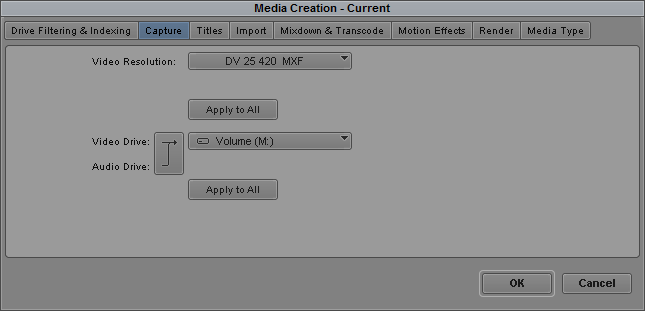 Media Creation - Current
Drive Filtering & Indexing Capture Titles Import Mixdown & Transcode Motion Effects Render Media Type
Video Resolution: DV 25 420 MXF
Apply to All
Video Drive: Volume (M:)
Audio Drive:
Apply to All
OK Cancel